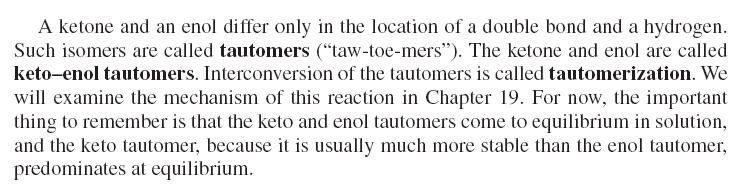 A ketone and an enol differ only in the location of a double bond and a hydrogen.
Such isomers are called tautomers (“taw-toe-mers”). The ketone and enol are called
keto–enol tautomers. Interconversion of the tautomers is called tautomerization. We
will examine the mechanism of this reaction in Chapter 19. For now, the important
thing to remember is that the keto and enol tautomers come to equilibrium in solution,
and the keto tautomer, because it is usually much more stable than the enol tautomer,
predominates at equilibrium.